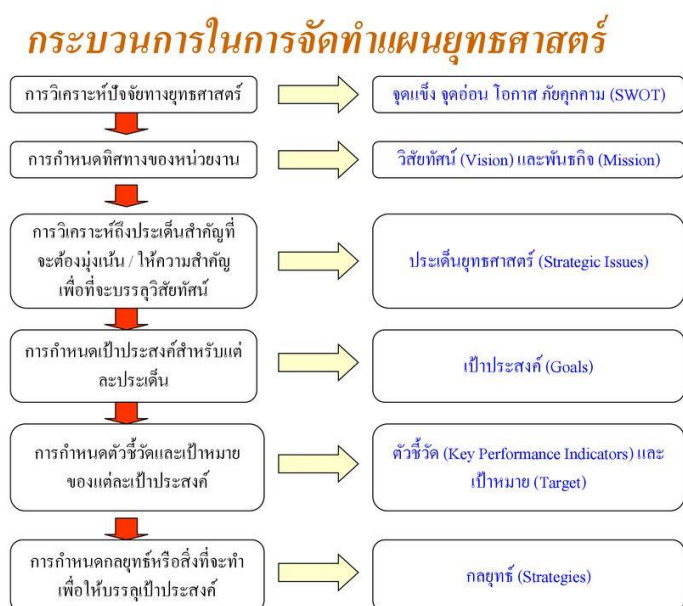 กระบวนการในการจัดทำแผนยุทธศาสตร์
การวิเคราะห์ปัจจัยทางยุทธศาสตร์
จุดแข็ง จุดอ่อน โอกาส ภัยคุกคาม (SWOT)
การกำหนดทิศทางของหน่วยงาน
วิสัยทัศน์ (Vision) และพันธกิจ (Mission)
การวิเคราะห์ถึงประเด็นสำคัญที่
จะต้องมุ่งเน้น / ให้ความสำคัญ
เพื่อที่จะบรรลุวิสัยทัศน์
ประเด็นยุทธศาสตร์ (Strategic Issues)
การกำหนดเป้าประสงค์สำหรับแต่
ละประเด็น
เป้าประสงค์ (Goals)
การกำหนดตัวชี้วัดและเป้าหมาย
ของแต่ละเป้าประสงค์
ตัวชี้วัด (Key Performance Indicators) และ
เป้าหมาย (Target)
การกำหนดกลยุทธ์หรือสิ่งที่จะทำ
เพื่อให้บรรลุเป้าประสงค์
กลยุทธ์ (Strategies)